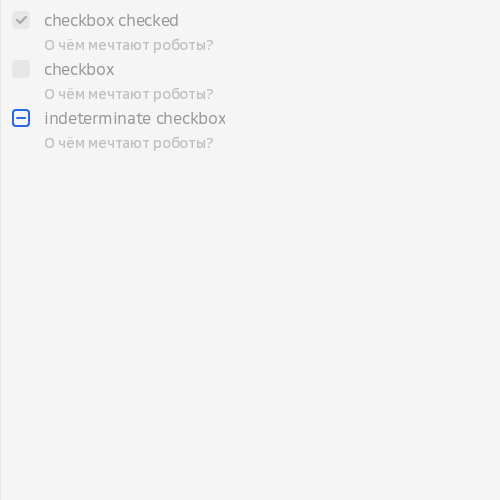 checkbox checked
О чём мечтают роботы?
checkbox
О чём мечтают роботы?
indeterminate checkbox
О чём мечтают роботы?